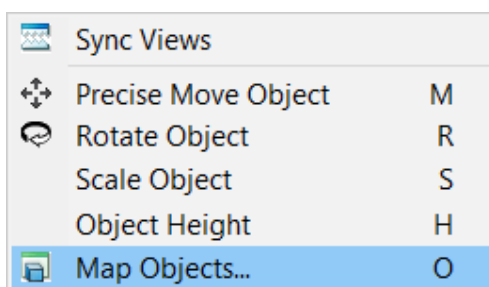 Sync Views
Precise Move Object M
Rotate Object R
Scale Object S
Object Height H
Map Objects... O